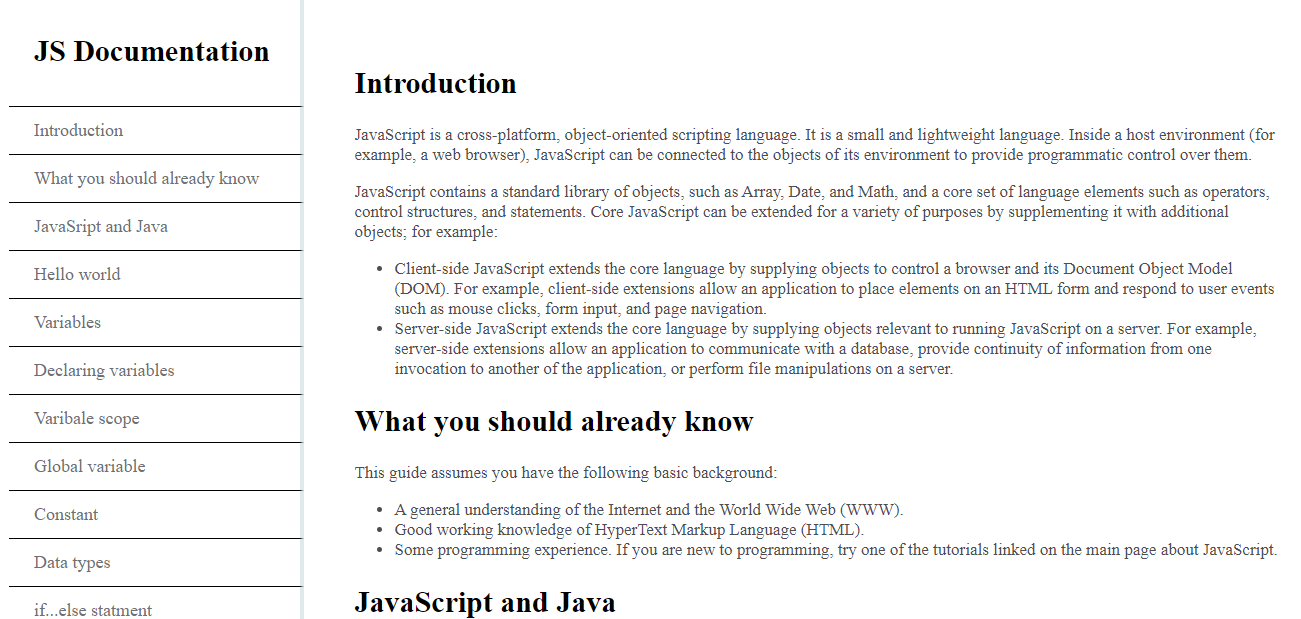 JS Documentation
Introduction
What you should already know
JavaSript and Java
Hello world
Variables
Declaring variables
Varibale scope
Global variable
Constant
Data types
if...else statment
Introduction
JavaScript is a cross-platform, object-oriented scripting language. It is a small and lightweight language. Inside a host environment (for
example, a web browser), JavaScript can be connected to the objects of its environment to provide programmatic control over them.
JavaScript contains a standard library of objects, such as Array, Date, and Math, and a core set of language elements such as operators,
control structures, and statements. Core JavaScript can be extended for a variety of purposes by supplementing it with additional
objects; for example:
• Client-side JavaScript extends the core language by supplying objects to control a browser and its Document Object Model
(DOM). For example, client-side extensions allow an application to place elements on an HTML form and respond to user events
such as mouse clicks, form input, and page navigation.
• Server-side JavaScript extends the core language by supplying objects relevant to running JavaScript on a server. For example,
server-side extensions allow an application to communicate with a database, provide continuity of information from one
invocation to another of the application, or perform file manipulations on a server.
What you should already know
This guide assumes you have the following basic background:
• A general understanding of the Internet and the World Wide Web (WWW).
• Good working knowledge of HyperText Markup Language (HTML).
• Some programming experience. If you are new to programming, try one of the tutorials linked on the main page about JavaScript.
JavaScript and Java